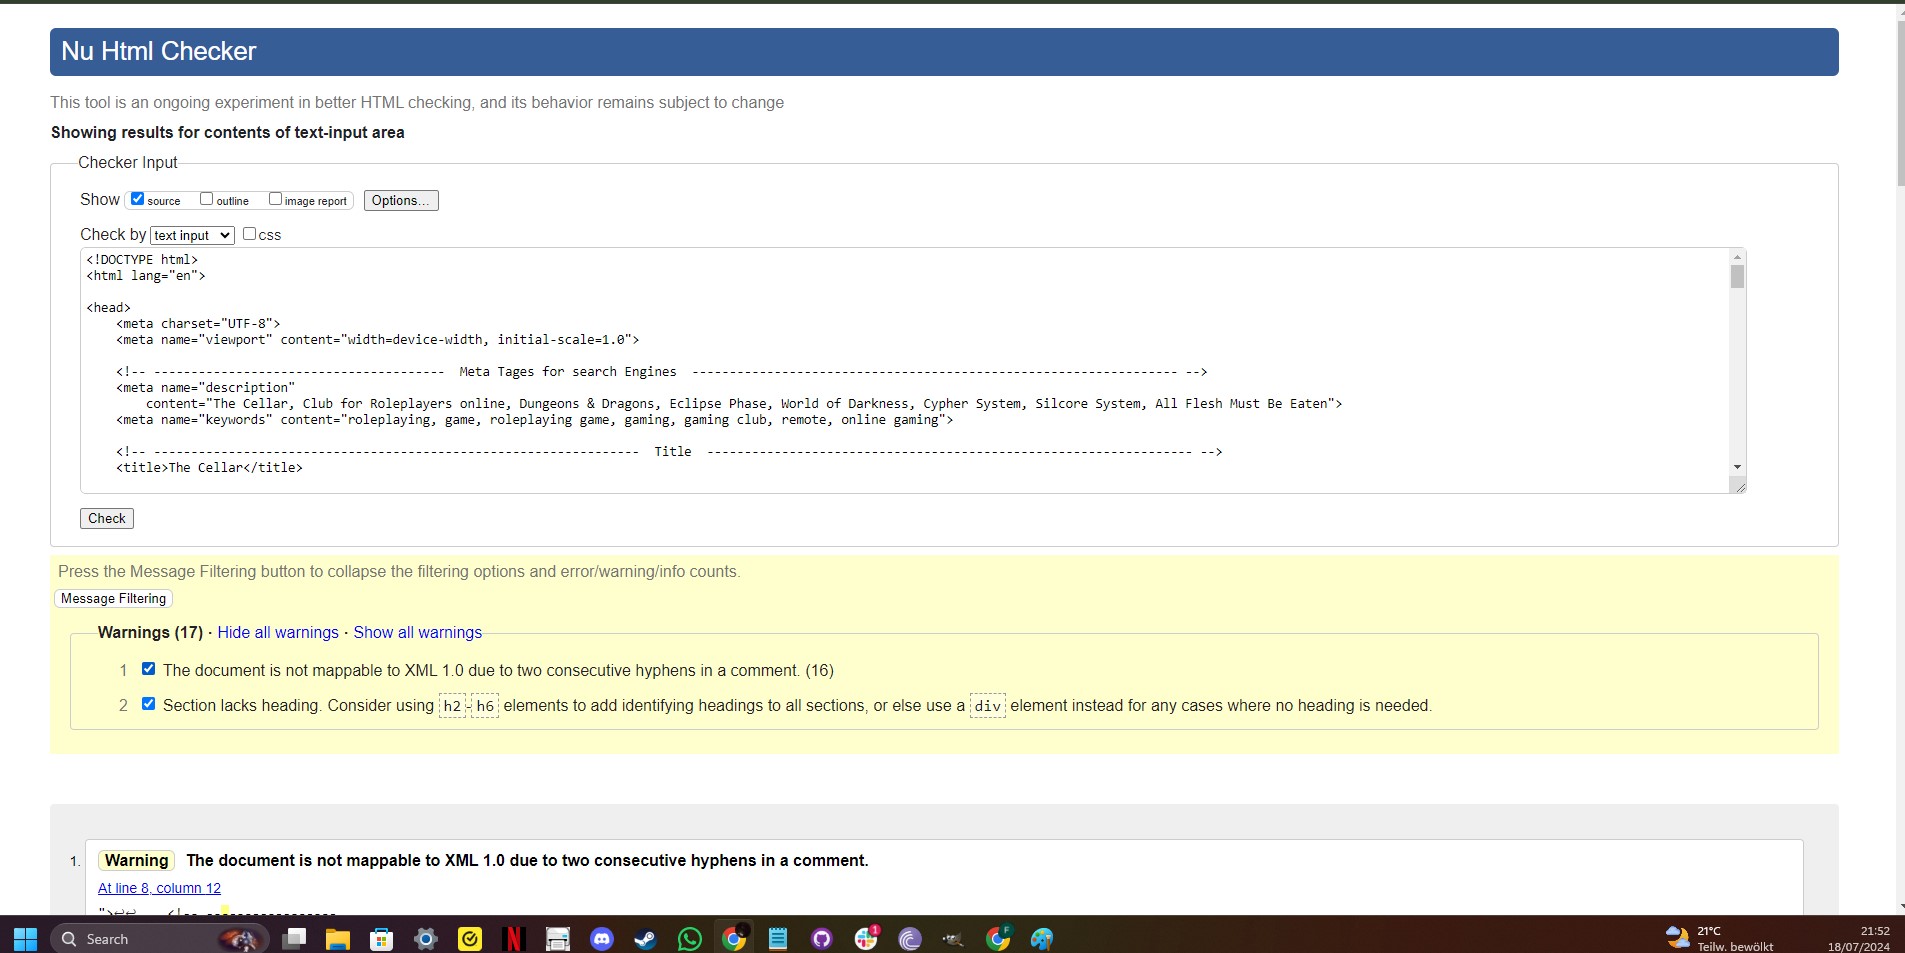 Nu Html Checker
This tool is an ongoing experiment in better HTML checking, and its behavior remains subject to change
Showing results for contents of text-input area
Checker Input
Show source outline image report Options...
Check by text input css
<!DOCTYPE html>
<html lang="en">
<head>
<meta charset="UTF-8">
<meta name="viewport" content="width=device-width, initial-scale=1.0">
<!-- --------------------------------------- Meta Tages for search Engines ----------------------------------------------------------------- -->
<meta name="description"
content="The Cellar, Club for Roleplayers online, Dungeons & Dragons, Eclipse Phase, World of Darkness, Cypher System, Silcore System, All Flesh Must Be Eaten">
<meta name="keywords" content="roleplaying, game, roleplaying game, gaming, gaming club, remote, online gaming">
<!-- ----------------------------------------------------------------- Title ----------------------------------------------------------------- -->
<title>The Cellar</title>
Check
Press the Message Filtering button to collapse the filtering options and error/warning/info counts.
Message Filtering
Warnings (17) · Hide all warnings · Show all warnings
1 The document is not mappable to XML 1.0 due to two consecutive hyphens in a comment. (16)
2 Section lacks heading. Consider using h2-h6 elements to add identifying headings to all sections, or else use a div element instead for any cases where no heading is needed.
1. Warning The document is not mappable to XML 1.0 due to two consecutive hyphens in a comment.
At line 8, column 12
Search
21°C
Teilw. bewölkt
21:52
18/07/2024